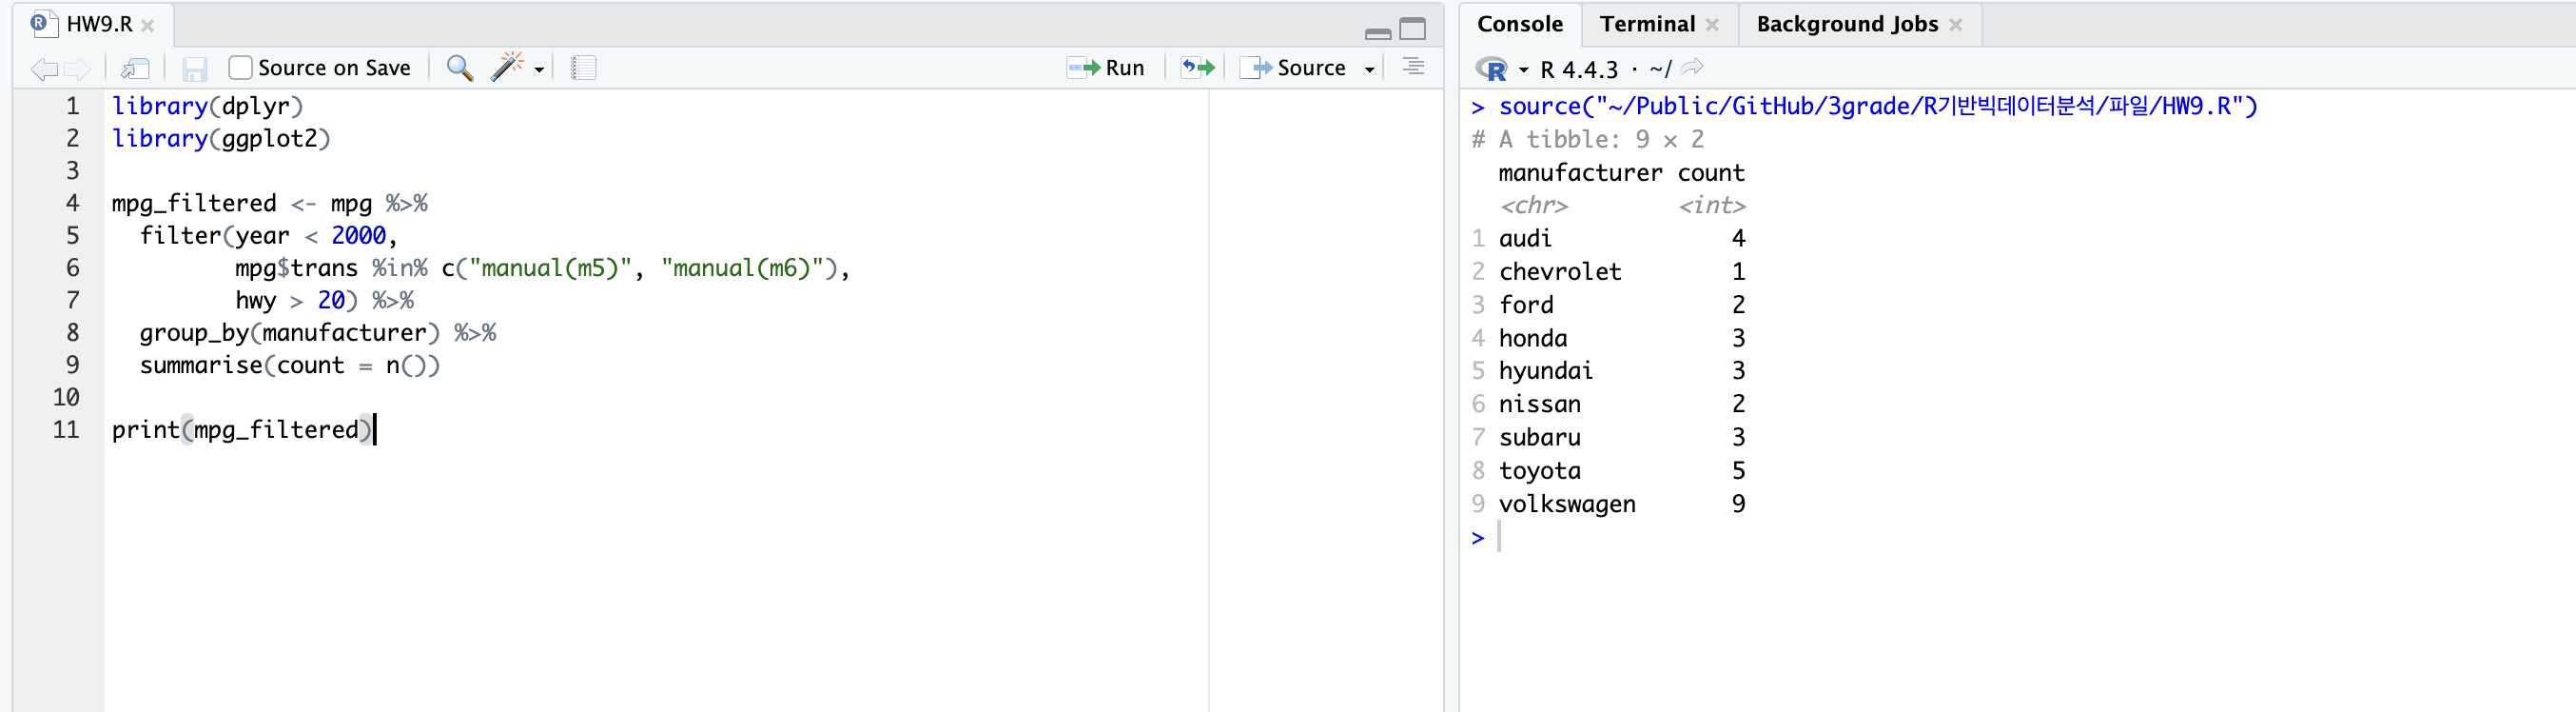 HW9.R
Source on Save
Run
Source
1 library(dplyr)
2 library(ggplot2)
3
4 mpg_filtered <- mpg %>%
5   filter(year < 2000,
6          mpg$trans %in% c("manual(m5)", "manual(m6)"),
7          hwy > 20) %>%
8   group_by(manufacturer) %>%
9   summarise(count = n())
10
11 print(mpg_filtered)
Console Terminal Background Jobs
R 4.4.3 · ~/
> source("~/Public/GitHub/3grade/R기반빅데이터분석/파일/HW9.R")
# A tibble: 9 × 2
  manufacturer count
  <chr>        <int>
1 audi             4
2 chevrolet        1
3 ford             2
4 honda            3
5 hyundai          3
6 nissan           2
7 subaru           3
8 toyota           5
9 volkswagen       9
>